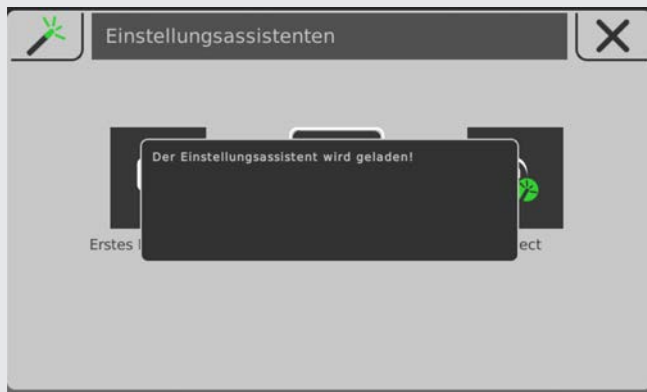 Einstellungsassistenten
Der Einstellungsassistent wird geladen!
Erstes
ect